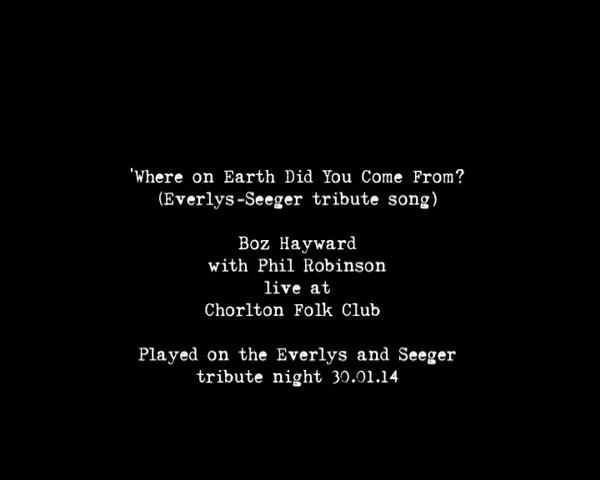 'Where on Earth Did You Come From?
(Everlys-Seeger tribute song)
Boz Hayward
with Phil Robinson
live at
Chorlton Folk Club
Played on the Everlys and Seeger
tribute night 30.01.14